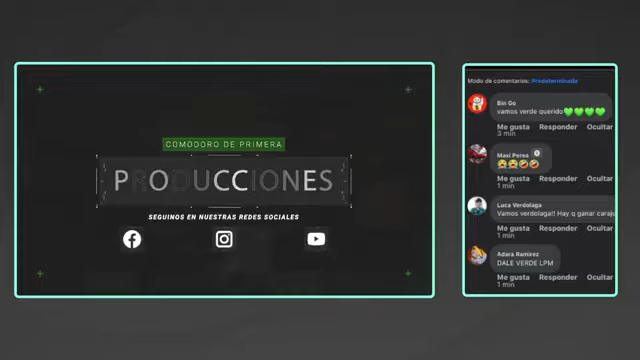 COMODORO DE PRIMERA
PRODUCCIONES
SEGUINOS EN NUESTRAS REDES SOCIALES
Modo de comentarios: Predeterminado
Bin Go
vamos verde querido💚💚💚💚
Me gusta Responder Ocultar
3 min
Maxi Perea
😭😭🤣🤣
Me gusta Responder Ocultar
1 min
Luca Verdolaga
Vamos verdolaga!! Hay q ganar carajo
Me gusta Responder Ocultar
1 min
Adara Ramirez
DALE VERDE LPM
Me gusta Responder Ocultar
1 min